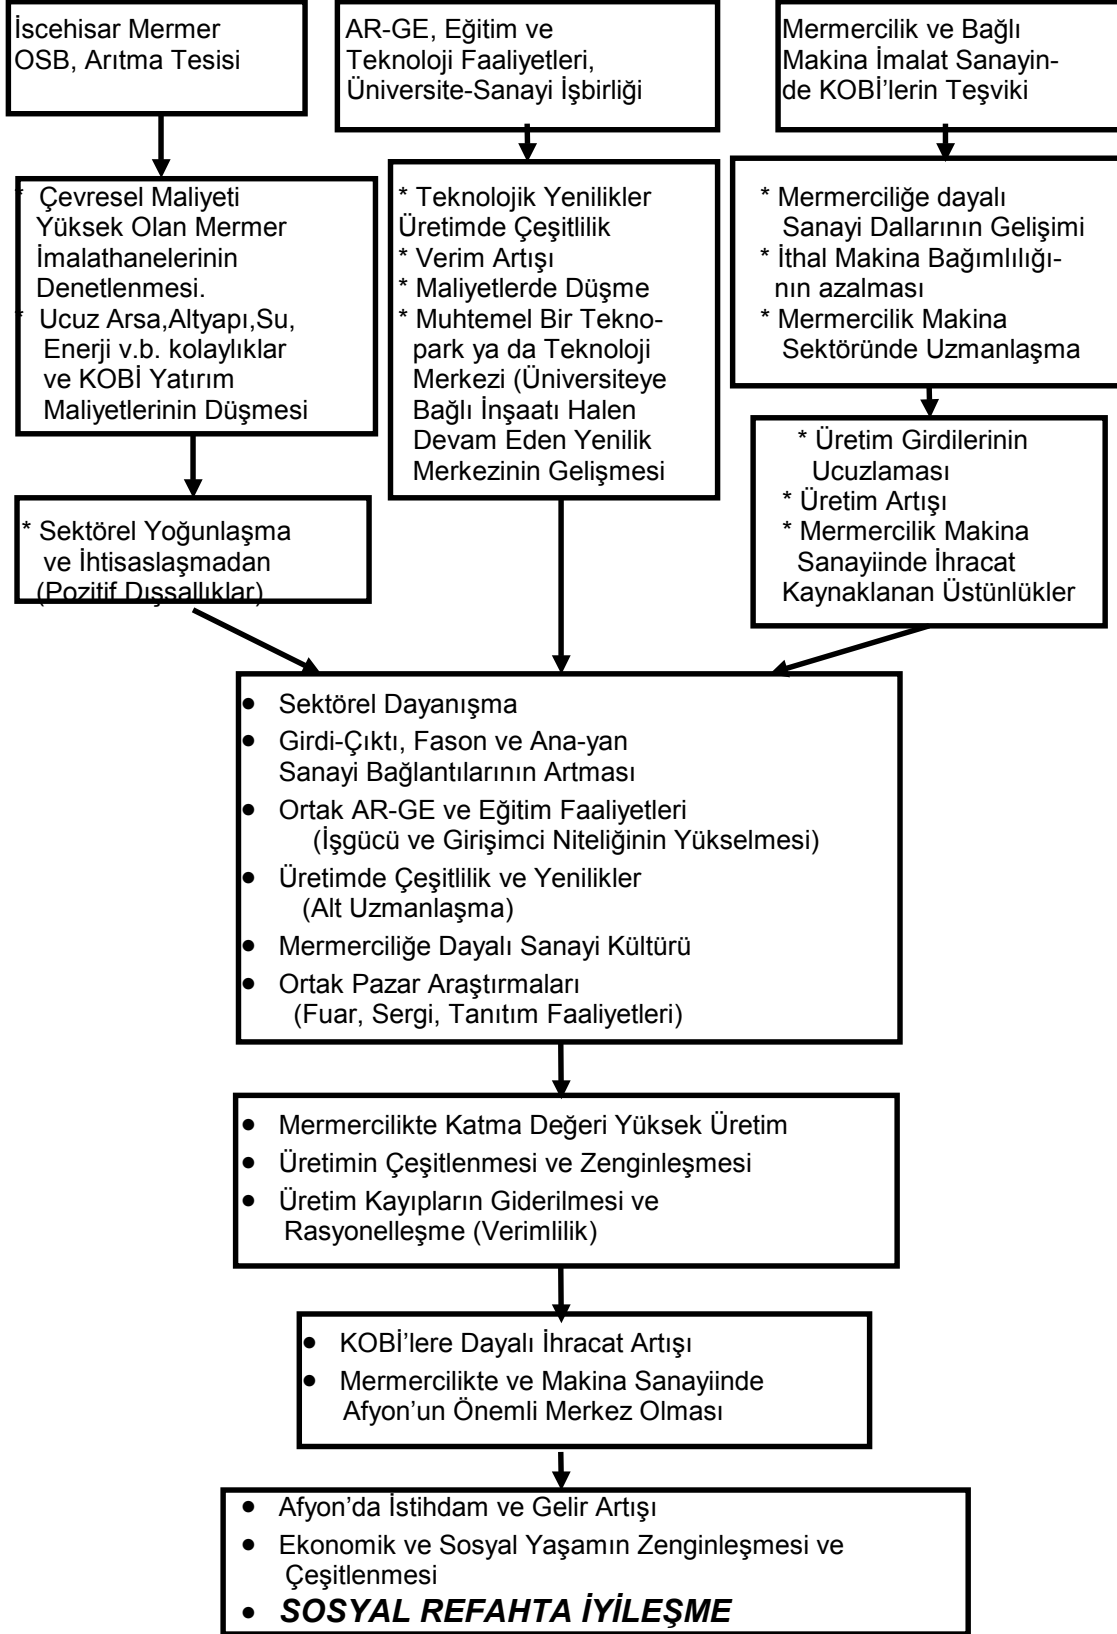 İscehisar Mermer
OSB, Arıtma Tesisi
AR-GE, Eğitim ve
Teknoloji Faaliyetleri,
Üniversite-Sanayi İşbirliği
Mermercilik ve Bağlı
Makina İmalat Sanayin-
de KOBİ’lerin Teşviki
* Çevresel Maliyeti
Yüksek Olan Mermer
İmalathanelerinin
Denetlenmesi.
* Ucuz Arsa,Altyapı,Su,
Enerji v.b. kolaylıklar
ve KOBİ Yatırım
Maliyetlerinin Düşmesi
* Teknolojik Yenilikler
Üretimde Çeşitlilik
* Verim Artışı
* Maliyetlerde Düşme
* Muhtemel Bir Tekno-
park ya da Teknoloji
Merkezi (Üniversiteye
Bağlı İnşaatı Halen
Devam Eden Yenilik
Merkezinin Gelişmesi
* Mermerciliğe dayalı
Sanayi Dallarının Gelişimi
* İthal Makina Bağımlılığı-
nın azalması
* Mermercilik Makina
Sektöründe Uzmanlaşma
* Sektörel Yoğunlaşma
ve İhtisaslaşmadan
(Pozitif Dışsallıklar)
* Üretim Girdilerinin
Ucuzlaması
* Üretim Artışı
* Mermercilik Makina
Sanayiinde İhracat
Kaynaklanan Üstünlükler
• Sektörel Dayanışma
• Girdi-Çıktı, Fason ve Ana-yan
Sanayi Bağlantılarının Artması
• Ortak AR-GE ve Eğitim Faaliyetleri
(İşgücü ve Girişimci Niteliğinin Yükselmesi)
• Üretimde Çeşitlilik ve Yenilikler
(Alt Uzmanlaşma)
• Mermerciliğe Dayalı Sanayi Kültürü
• Ortak Pazar Araştırmaları
(Fuar, Sergi, Tanıtım Faaliyetleri)
• Mermercilikte Katma Değeri Yüksek Üretim
• Üretimin Çeşitlenmesi ve Zenginleşmesi
• Üretim Kayıpların Giderilmesi ve
Rasyonelleşme (Verimlilik)
• KOBİ’lere Dayalı İhracat Artışı
• Mermercilikte ve Makina Sanayiinde
Afyon’un Önemli Merkez Olması
• Afyon’da İstihdam ve Gelir Artışı
• Ekonomik ve Sosyal Yaşamın Zenginleşmesi ve
Çeşitlenmesi
• SOSYAL REFAHTA İYİLEŞME